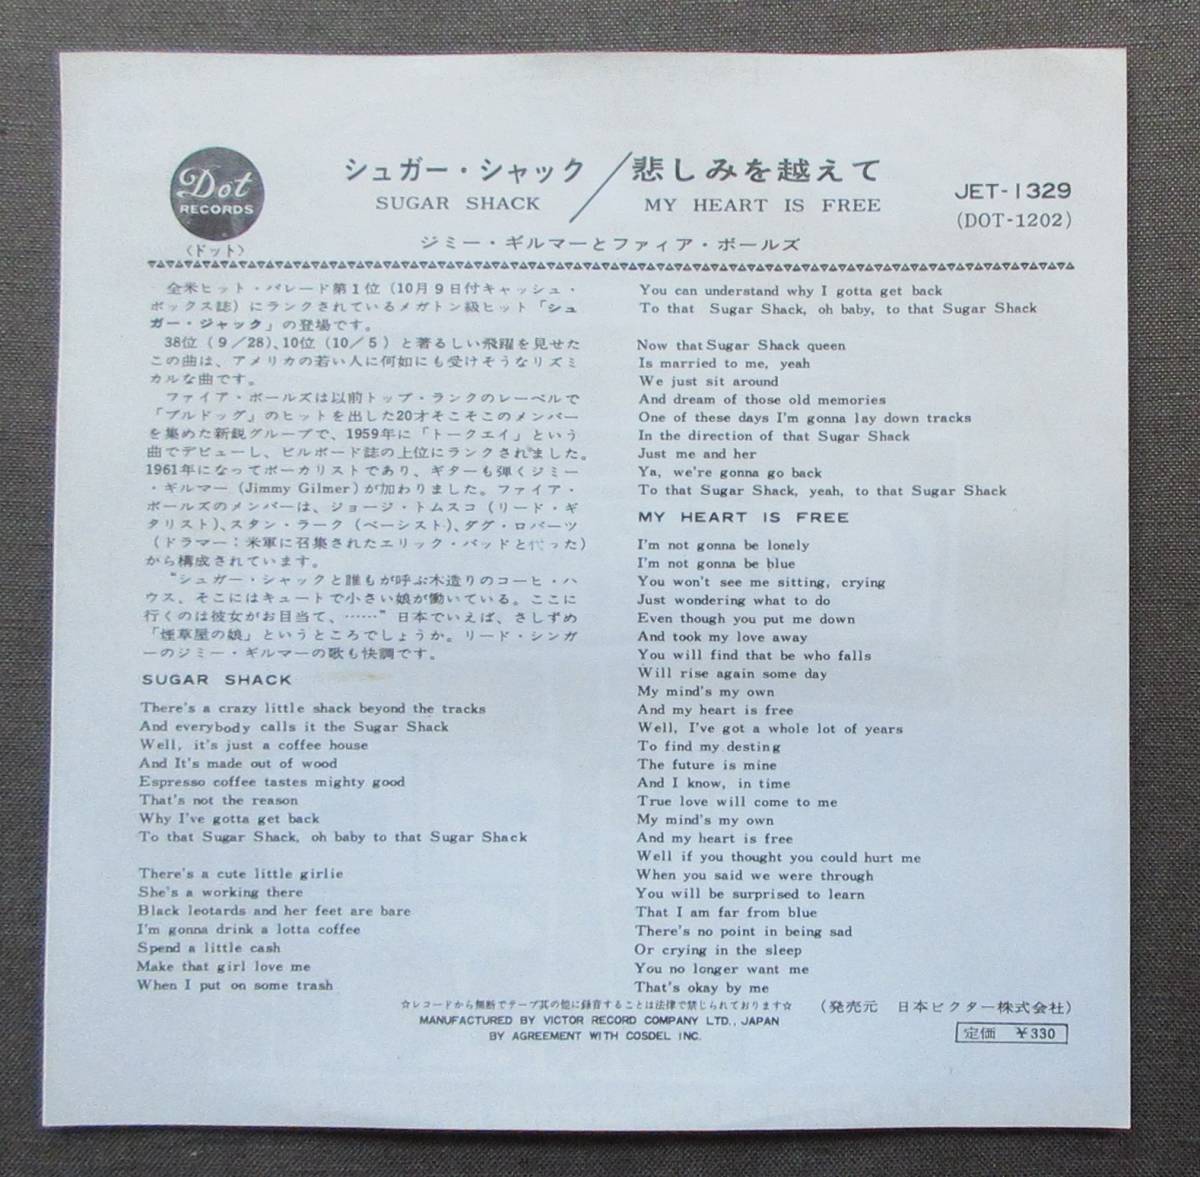 Dot
RECORDS
〈ドット〉
シュガー・シャック／悲しみを越えて
SUGAR SHACK
MY HEART IS FREE
JET-1329
(DOT-1202)
ジミー・ギルマーとファイア・ボールズ
全米ヒット・パレード第1位（10月9日付キャッシュ・
ボックス誌）にランクされているメガトン級ヒット「シュ
ガー・ジャック」の登場です。
38位（9／28）、10位（10／5）と著るしい飛躍を見せた
この曲は、アメリカの若い人に何如にも受けそうなリズミ
カルな曲です。
ファイア・ボールズは以前トップ・ランクのレーベルで
「ブルドッグ」のヒットを出した20才そこそこのメンバー
を集めた新鋭グループで、1959年に「トークエイ」という
曲でデビューし、ビルボード誌の上位にランクされました。
1961年になってボーカリストであり、ギターも弾くジミー
・ギルマー（Jimmy Gilmer）が加わりました。ファイア・
ボールズのメンバーは、ジョージ・トムスコ（リード・ギ
タリスト）、スタン・ラーク（ベーシスト）、ダグ・ロバーツ
（ドラマー：米軍に召集されたエリック・バッドと代った）
から構成されています。
“シュガー・シャックと誰もが呼ぶ木造りのコーヒ・ハ
ウス、そこにはキュートで小さい娘が働いている。ここに
行くのは彼女がお目当て、……”日本でいえば、さしずめ
「煙草屋の娘」というところでしょうか。リード・シンガ
ーのジミー・ギルマーの歌も快調です。
SUGAR SHACK
There's a crazy little shack beyond the tracks
And everybody calls it the Sugar Shack
Well, it's just a coffee house
And It's made out of wood
Espresso coffee tastes mighty good
That's not the reason
Why I've gotta get back
To that Sugar Shack, oh baby to that Sugar Shack
There's a cute little girlie
She's a working there
Black leotards and her feet are bare
I'm gonna drink a lotta coffee
Spend a little cash
Make that girl love me
When I put on some trash
You can understand why I gotta get back
To that Sugar Shack, oh baby, to that Sugar Shack
Now that Sugar Shack queen
Is married to me, yeah
We just sit around
And dream of those old memories
One of these days I'm gonna lay down tracks
In the direction of that Sugar Shack
Just me and her
Ya, we're gonna go back
To that Sugar Shack, yeah, to that Sugar Shack
MY HEART IS FREE
I'm not gonna be lonely
I'm not gonna be blue
You won't see me sitting, crying
Just wondering what to do
Even though you put me down
And took my love away
You will find that be who falls
Will rise again some day
My mind's my own
And my heart is free
Well, I've got a whole lot of years
To find my desting
The future is mine
And I know, in time
True love will come to me
My mind's my own
And my heart is free
Well if you thought you could hurt me
When you said we were through
You will be surprised to learn
That I am far from blue
There's no point in being sad
Or crying in the sleep
You no longer want me
That's okay by me
☆レコードから無断でテープ其の他に録音することは法律で禁じられております☆
（発売元 日本ビクター株式会社）
MANUFACTURED BY VICTOR RECORD COMPANY LTD., JAPAN
BY AGREEMENT WITH COSDEL INC.
定価 ￥330